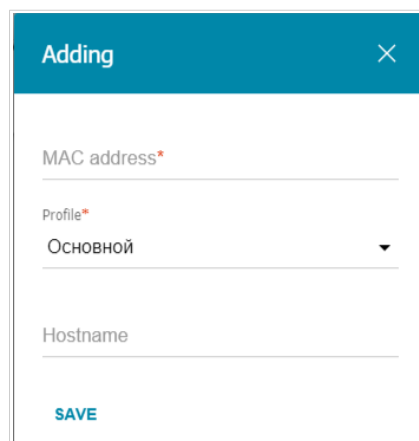 Adding
MAC address*
Profile*
Основной
Hostname
SAVE